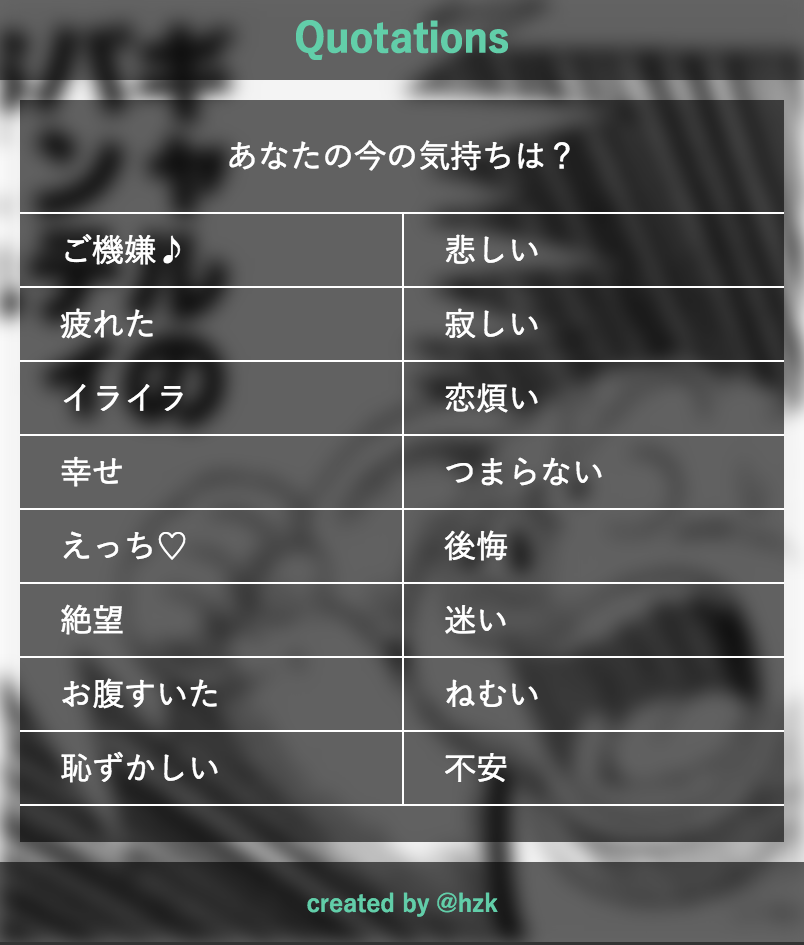 Quotations
あなたの今の気持ちは？
ご機嫌♪ 悲しい
疲れた 寂しい
イライラ 恋煩い
幸せ つまらない
えっち♡ 後悔
絶望 迷い
お腹すいた ねむい
恥ずかしい 不安
created by @hzk